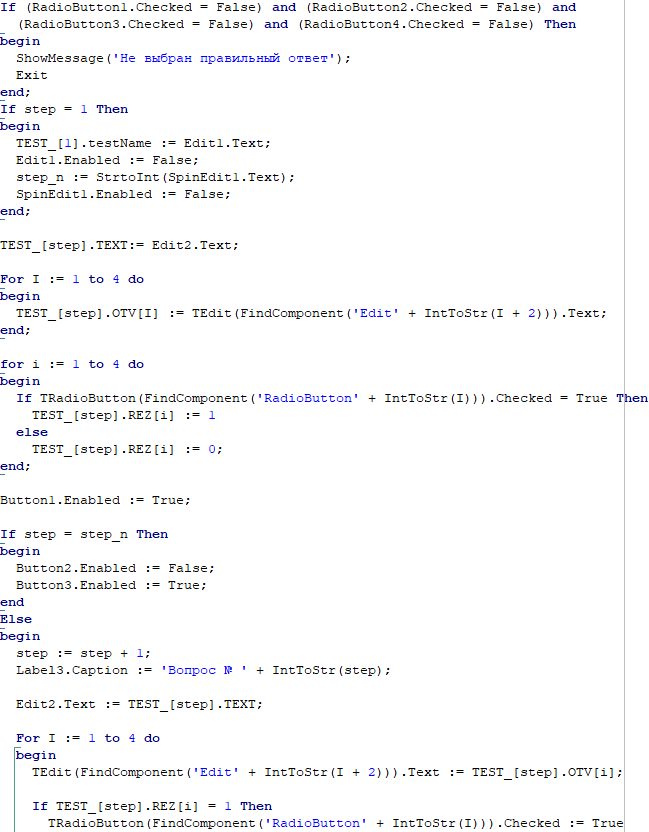 If (RadioButton1.Checked = False) and (RadioButton2.Checked = False) and
(RadioButton3.Checked = False) and (RadioButton4.Checked = False) Then
begin
ShowMessage('Не выбран правильный ответ');
Exit
end;
If step = 1 Then
begin
TEST_[1].testName := Edit1.Text;
Edit1.Enabled := False;
step_n := StrtoInt(SpinEdit1.Text);
SpinEdit1.Enabled := False;
end;
TEST_[step].TEXT:= Edit2.Text;
For I := 1 to 4 do
begin
TEST_[step].OTV[I] := TEdit(FindComponent('Edit' + IntToStr(I + 2))).Text;
end;
for i := 1 to 4 do
begin
If TRadioButton(FindComponent('RadioButton' + IntToStr(I))).Checked = True Then
TEST_[step].REZ[i] := 1
else
TEST_[step].REZ[i] := 0;
end;
Button1.Enabled := True;
If step = step_n Then
begin
Button2.Enabled := False;
Button3.Enabled := True;
end
Else
begin
step := step + 1;
Label3.Caption := 'Вопрос № ' + IntToStr(step);
Edit2.Text := TEST_[step].TEXT;
For I := 1 to 4 do
begin
TEdit(FindComponent('Edit' + IntToStr(I + 2))).Text := TEST_[step].OTV[i];
If TEST_[step].REZ[i] = 1 Then
TRadioButton(FindComponent('RadioButton' + IntToStr(I))).Checked := True